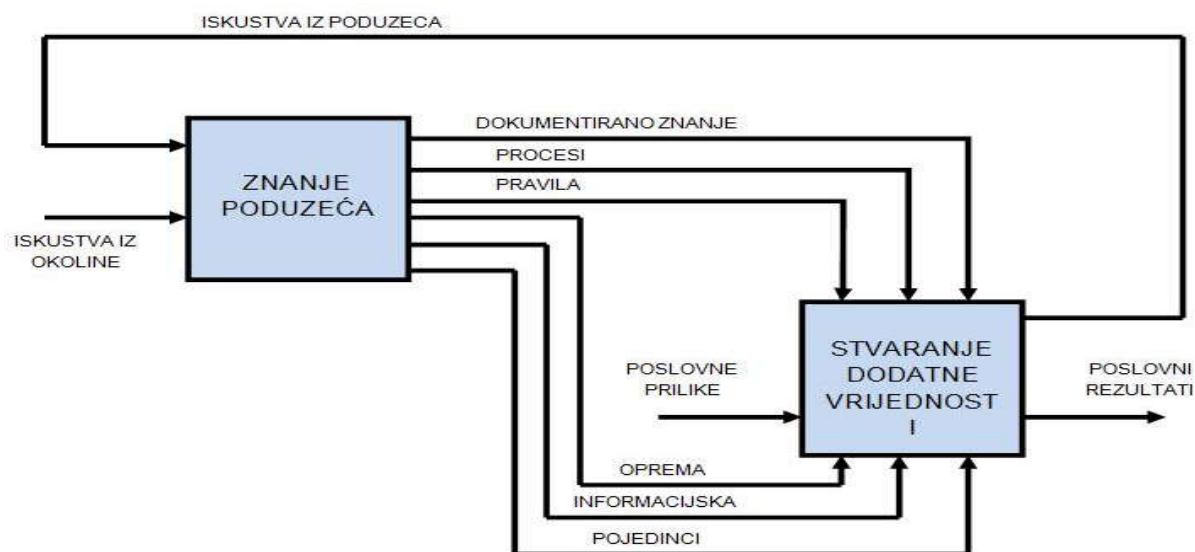 ISKUSTVA IZ PODUZECA
DOKUMENTIRANO ZNANJE
PROCESI
PRAVILA
ZNANJE
PODUZEĆA
ISKUSTVA IZ
OKOLINE
STVARANJE
DODATNE
VRIJEDNOST
I
POSLOVNE
PRILIKE
POSLOVNI
REZULTATI
OPREMA
INFORMACIJSKA
POJEDINCI